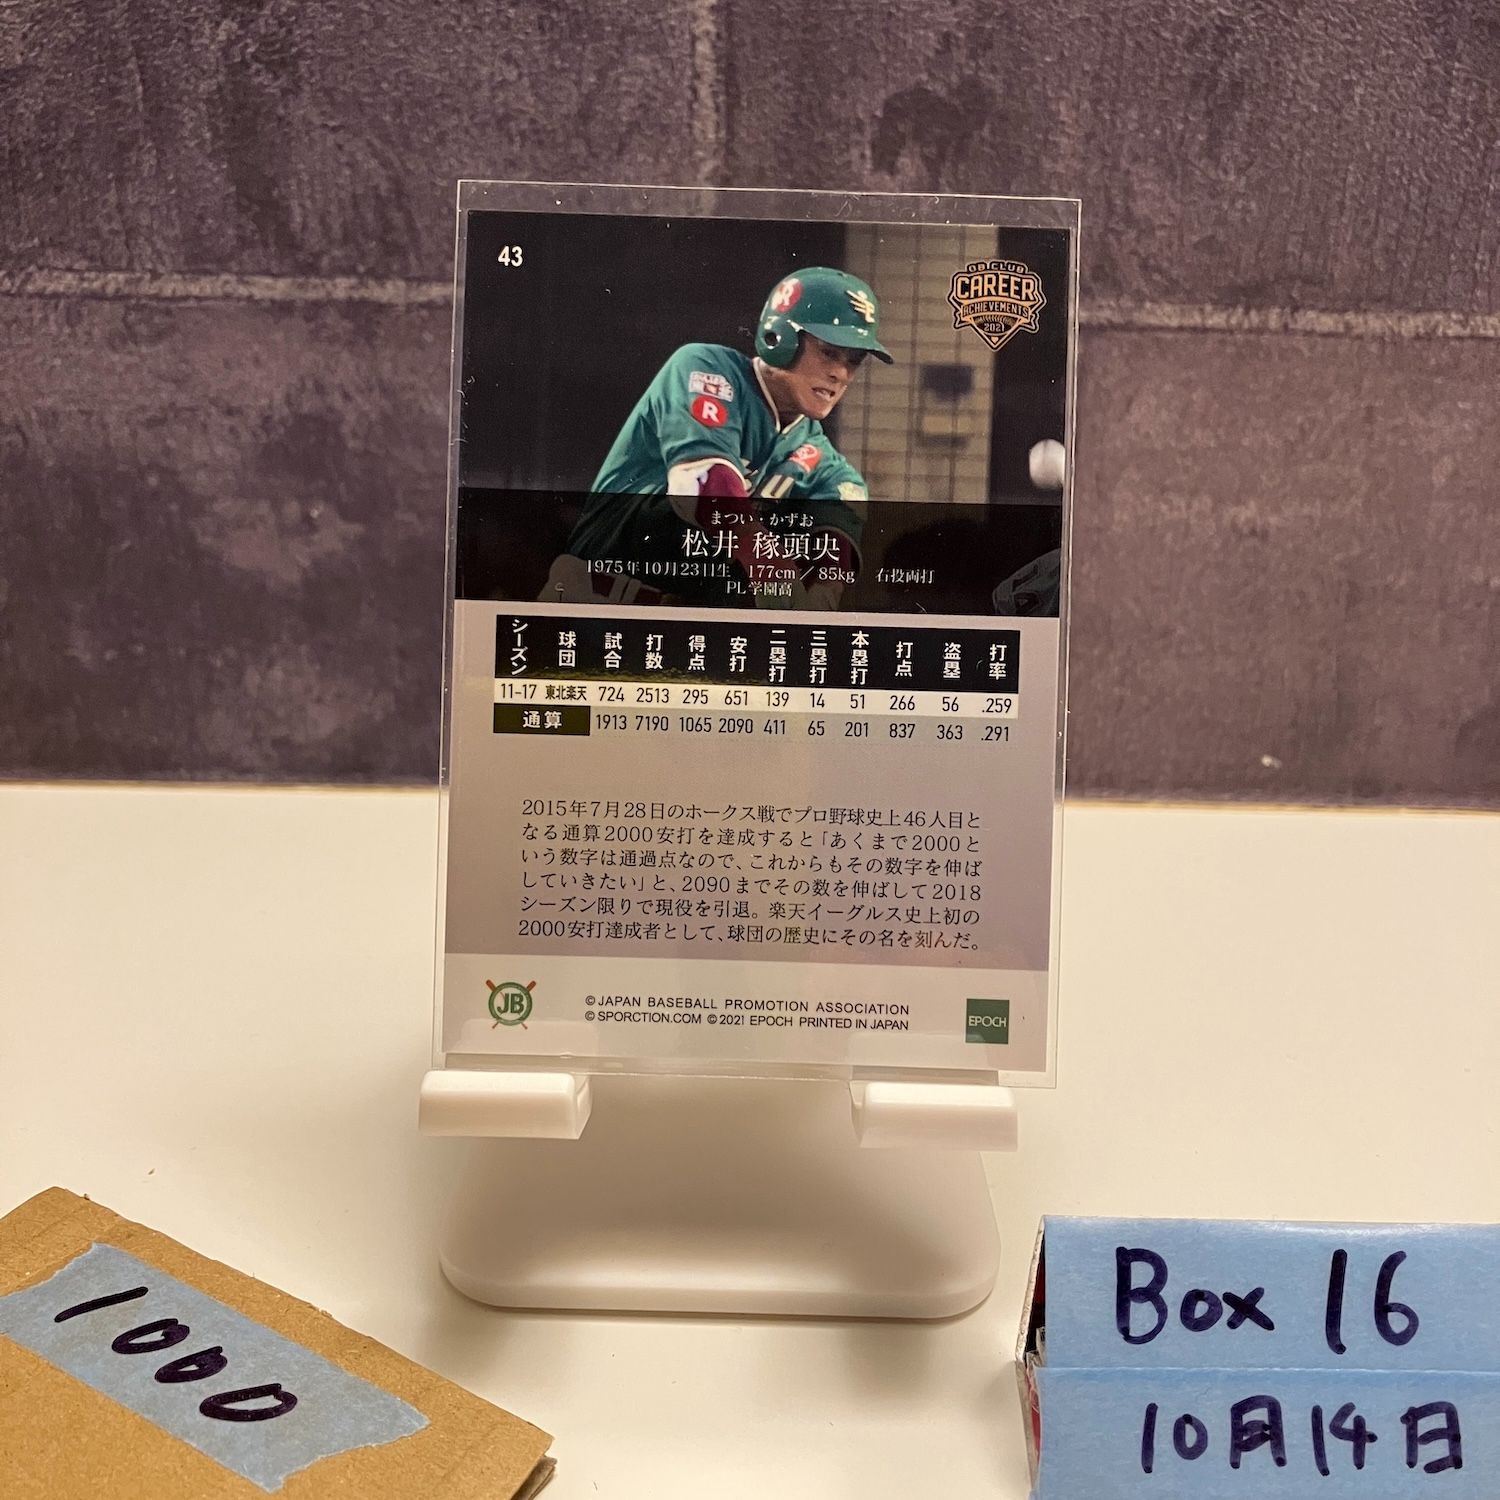 43
OB CLUB
CAREER
ACHIEVEMENTS
2021
R
R
まつい・かずお
松井 稼頭央
1975年10月23日生 177cm／85kg 右投両打
PL学園高
シーズン 球団 試合 打数 得点 安打 二塁打 三塁打 本塁打 打点 盗塁 打率
11-17 東北楽天 724 2513 295 651 139 14 51 266 56 .259
通算 1913 7190 1065 2090 411 65 201 837 363 .291
2015年7月28日のホークス戦でプロ野球史上46人目と
なる通算2000安打を達成すると「あくまで2000と
いう数字は通過点なので、これからもその数字を伸ば
していきたい」と、2090までその数を伸ばして2018
シーズン限りで現役を引退。楽天イーグルス史上初の
2000安打達成者として、球団の歴史にその名を刻んだ。
JB
©JAPAN BASEBALL PROMOTION ASSOCIATION
©SPORCTION.COM ©2021 EPOCH PRINTED IN JAPAN
EPOCH
1000
Box 16
10月14日